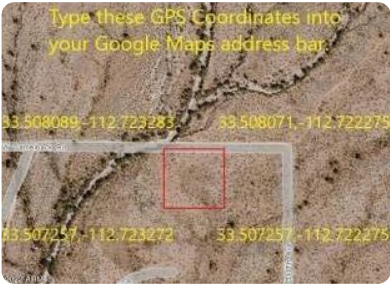 Type these GPS Coordinates into
your Google Maps address bar.
33.508089,-112.723283 33.508071,-112.722275
33.507257,-112.723272 33.507257,-112.722275